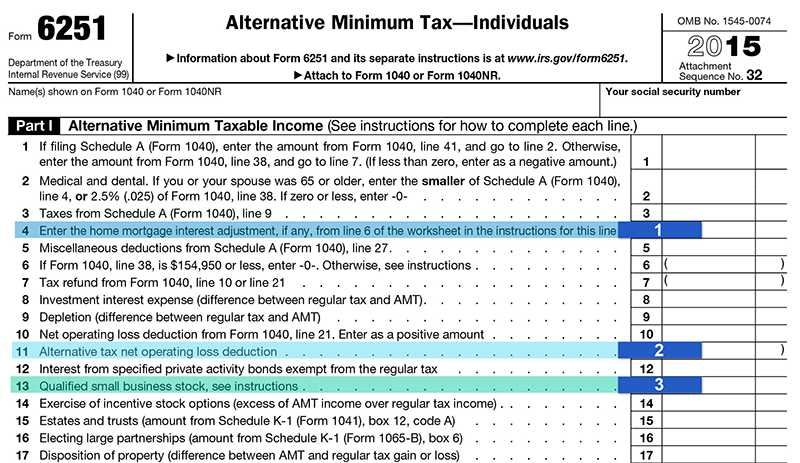 Form 6251
Department of the Treasury
Internal Revenue Service (99)
Alternative Minimum Tax—Individuals
▶ Information about Form 6251 and its separate instructions is at www.irs.gov/form6251.
▶ Attach to Form 1040 or Form 1040NR.
OMB No. 1545-0074
2015
Attachment
Sequence No. 32
Name(s) shown on Form 1040 or Form 1040NR
Your social security number
Part I Alternative Minimum Taxable Income (See instructions for how to complete each line.)
1 If filing Schedule A (Form 1040), enter the amount from Form 1040, line 41, and go to line 2. Otherwise,
enter the amount from Form 1040, line 38, and go to line 7. (If less than zero, enter as a negative amount.) 1
2 Medical and dental. If you or your spouse was 65 or older, enter the smaller of Schedule A (Form 1040),
line 4, or 2.5% (.025) of Form 1040, line 38. If zero or less, enter -0- . . . . . . . . . . 2
3 Taxes from Schedule A (Form 1040), line 9 . . . . . . . . . . 3
4 Enter the home mortgage interest adjustment, if any, from line 6 of the worksheet in the instructions for this line 1
5 Miscellaneous deductions from Schedule A (Form 1040), line 27. . . . . . . . . . 5
6 If Form 1040, line 38, is $154,950 or less, enter -0-. Otherwise, see instructions . . . . . . . 6 ( )
7 Tax refund from Form 1040, line 10 or line 21 . . . . . . . . . . 7 ( )
8 Investment interest expense (difference between regular tax and AMT). . . . . . . . . 8
9 Depletion (difference between regular tax and AMT) . . . . . . . . . . 9
10 Net operating loss deduction from Form 1040, line 21. Enter as a positive amount . . . . . . 10
11 Alternative tax net operating loss deduction . . . . . . . . . . 2 )
12 Interest from specified private activity bonds exempt from the regular tax . . . . . . . 12
13 Qualified small business stock, see instructions . . . . . . . . . . 3
14 Exercise of incentive stock options (excess of AMT income over regular tax income) . . . . . . 14
15 Estates and trusts (amount from Schedule K-1 (Form 1041), box 12, code A) . . . . . . . 15
16 Electing large partnerships (amount from Schedule K-1 (Form 1065-B), box 6) . . . . . . . 16
17 Disposition of property (difference between AMT and regular tax gain or loss) . . . . . . . 17